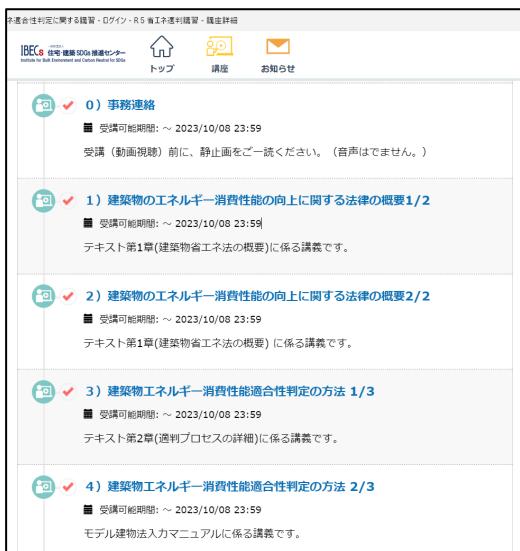 ネ適合性判定に関する講習 - ログイン - R5 省エネ適判講習 - 講座詳細
IBECs 一般財団法人 住宅・建築 SDGs 推進センター
Institute for Built Environment and Carbon Neutral for SDGs
トップ 講座 お知らせ
0）事務連絡
受講可能期間: ～ 2023/10/08 23:59
受講（動画視聴）前に、静止画をご一読ください。（音声はでません。）
1）建築物のエネルギー消費性能の向上に関する法律の概要1/2
受講可能期間: ～ 2023/10/08 23:59
テキスト第1章(建築物省エネ法の概要)に係る講義です。
2）建築物のエネルギー消費性能の向上に関する法律の概要2/2
受講可能期間: ～ 2023/10/08 23:59
テキスト第1章(建築物省エネ法の概要) に係る講義です。
3）建築物エネルギー消費性能適合性判定の方法 1/3
受講可能期間: ～ 2023/10/08 23:59
テキスト第2章(適判プロセスの詳細)に係る講義です。
4）建築物エネルギー消費性能適合性判定の方法 2/3
受講可能期間: ～ 2023/10/08 23:59
モデル建物法入力マニュアルに係る講義です。